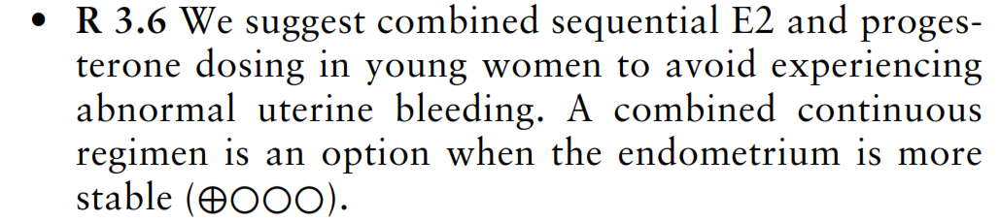 • R 3.6 We suggest combined sequential E2 and proges-
terone dosing in young women to avoid experiencing
abnormal uterine bleeding. A combined continuous
regimen is an option when the endometrium is more
stable (⊕○○○).